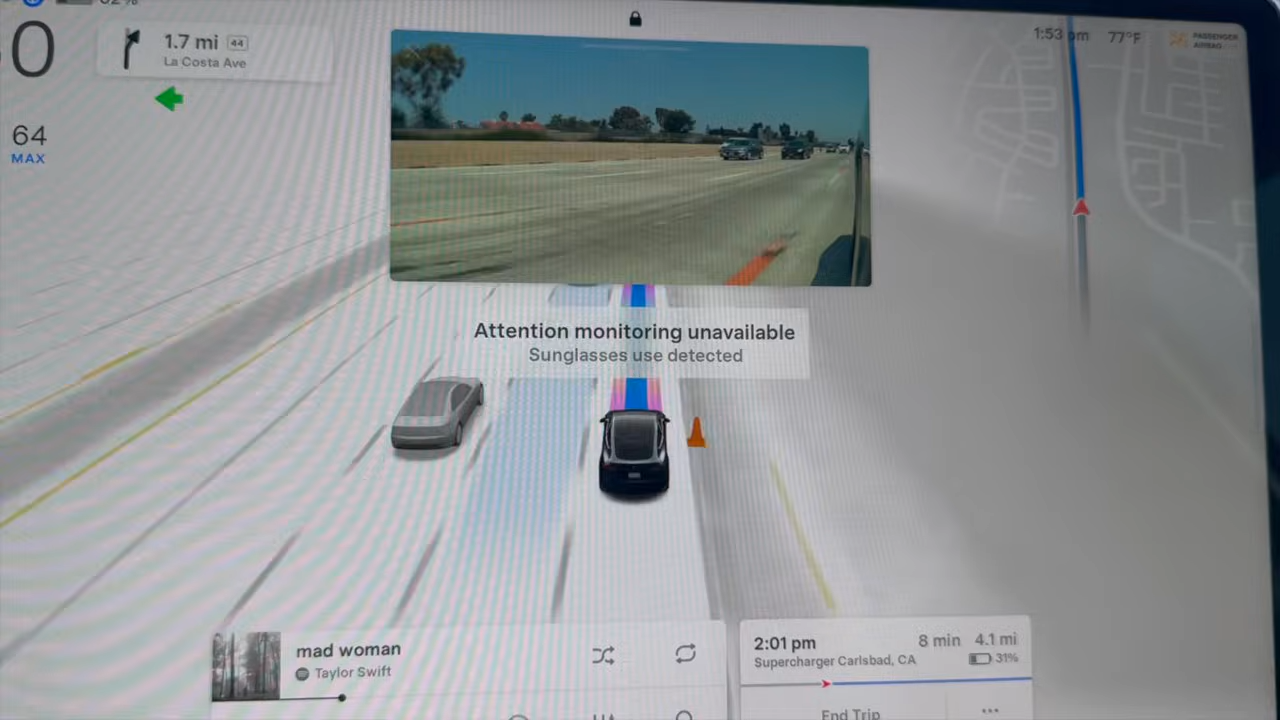 0
1.7 mi 44
La Costa Ave
64
MAX
1:53 pm 77°F PASSENGER
AIRBAG
Attention monitoring unavailable
Sunglasses use detected
mad woman
Taylor Swift
2:01 pm 8 min 4.1 mi
Supercharger Carlsbad, CA 31%
End Trip